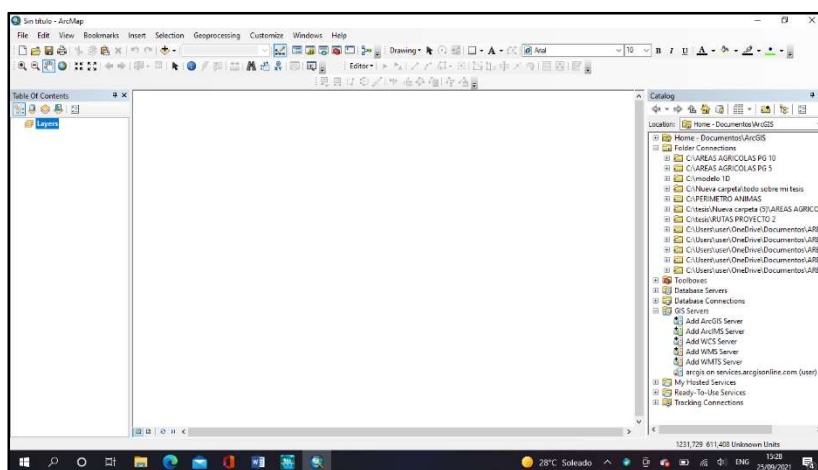 Sin título - ArcMap
File Edit View Bookmarks Insert Selection Geoprocessing Customize Windows Help
Drawing
Arial
10
B I U A
Editor
Table Of Contents
Layers
Catalog
Location: Home - Documentos\ArcGIS
Home - Documentos\ArcGIS
Folder Connections
C:\AREAS AGRICOLAS PG 10
C:\AREAS AGRICOLAS PG 5
C:\modelo 1D
C:\Nueva carpeta\todo sobre mi tesis
C:\PERIMETRO ANIMAS
C:\tesis\Nueva carpeta (5)\AREAS AGRICO
C:\tesis\RUTAS PROYECTO 2
C:\Users\user\OneDrive\Documentos\ARE
C:\Users\user\OneDrive\Documentos\ARE
C:\Users\user\OneDrive\Documentos\ARE
C:\Users\user\OneDrive\Documentos\ARE
C:\Users\user\OneDrive\Documentos\ARE
Toolboxes
Database Servers
Database Connections
GIS Servers
Add ArcGIS Server
Add ArcIMS Server
Add WCS Server
Add WMS Server
Add WMTS Server
arcgis on services.arcgisonline.com (user)
My Hosted Services
Ready-To-Use Services
Tracking Connections
1231,729 611,408 Unknown Units
28°C Soleado
ENG
15:28
25/09/2021